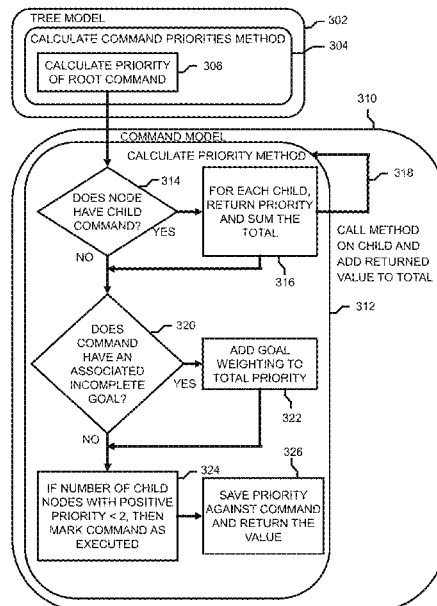 TREE MODEL
302
CALCULATE COMMAND PRIORITIES METHOD
304
CALCULATE PRIORITY
OF ROOT COMMAND
306
310
COMMAND MODEL
CALCULATE PRIORITY METHOD
314
318
DOES NODE
HAVE CHILD
COMMAND?
YES
FOR EACH CHILD,
RETURN PRIORITY
AND SUM THE
TOTAL
316
CALL METHOD
ON CHILD AND
ADD RETURNED
VALUE TO TOTAL
NO
312
320
DOES
COMMAND
HAVE AN
ASSOCIATED
INCOMPLETE
GOAL?
YES
ADD GOAL
WEIGHTING TO
TOTAL PRIORITY
322
NO
324
326
IF NUMBER OF CHILD
NODES WITH POSITIVE
PRIORITY < 2, THEN
MARK COMMAND AS
EXECUTED
SAVE PRIORITY
AGAINST COMMAND
AND RETURN THE
VALUE